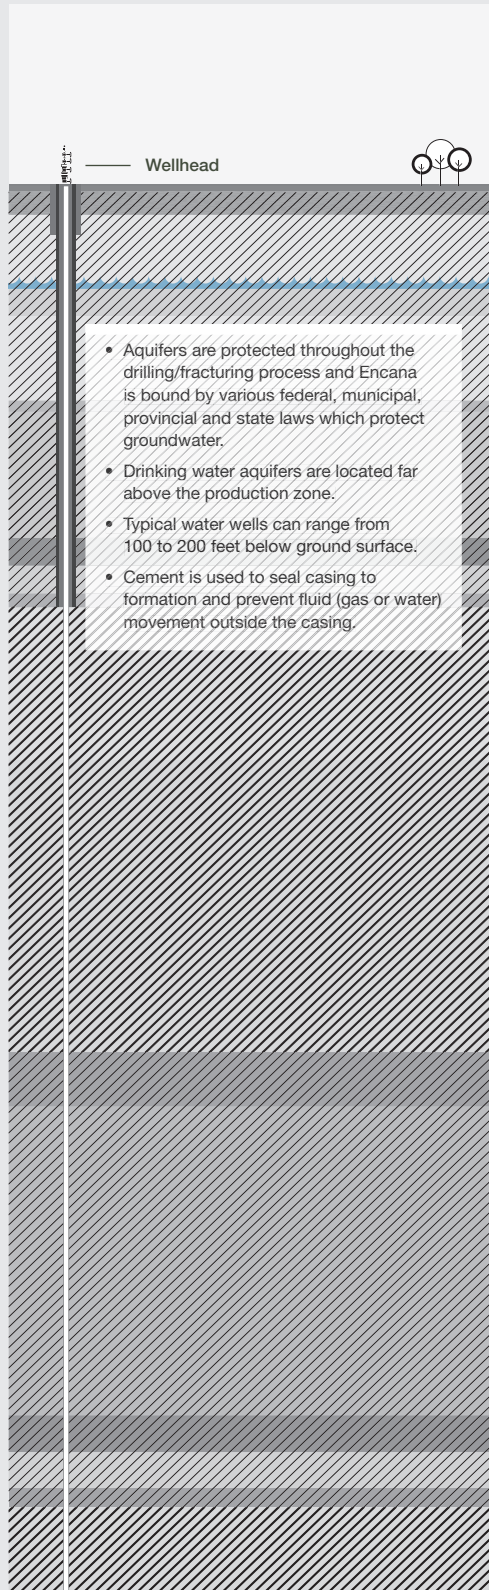 Wellhead
• Aquifers are protected throughout the
drilling/fracturing process and Encana
is bound by various federal, municipal,
provincial and state laws which protect
groundwater.
• Drinking water aquifers are located far
above the production zone.
• Typical water wells can range from
100 to 200 feet below ground surface.
• Cement is used to seal casing to
formation and prevent fluid (gas or water)
movement outside the casing.